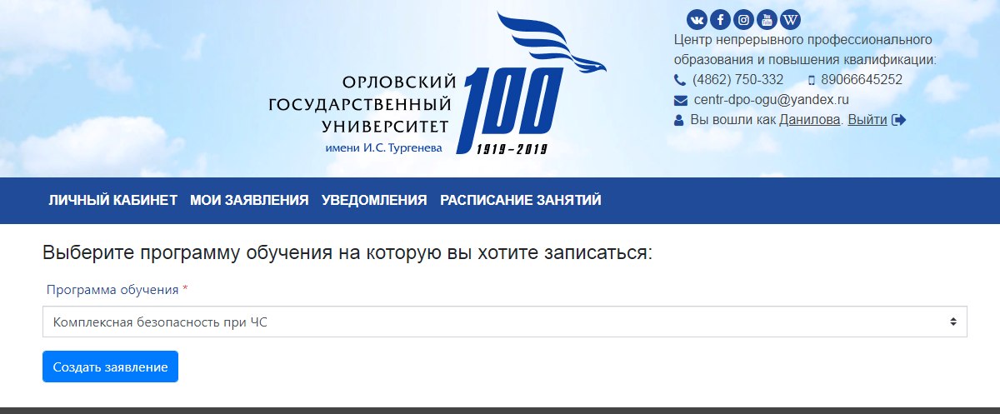 ОРЛОВСКИЙ
ГОСУДАРСТВЕННЫЙ
УНИВЕРСИТЕТ
имени И.С. Тургенева
100
1919–2019
You Tube
W
Центр непрерывного профессионального
образования и повышения квалификации:
(4862) 750-332 89066645252
centr-dpo-ogu@yandex.ru
Вы вошли как Данилова. Выйти
ЛИЧНЫЙ КАБИНЕТ МОИ ЗАЯВЛЕНИЯ УВЕДОМЛЕНИЯ РАСПИСАНИЕ ЗАНЯТИЙ
Выберите программу обучения на которую вы хотите записаться:
Программа обучения *
Комплексная безопасность при ЧС
Создать заявление